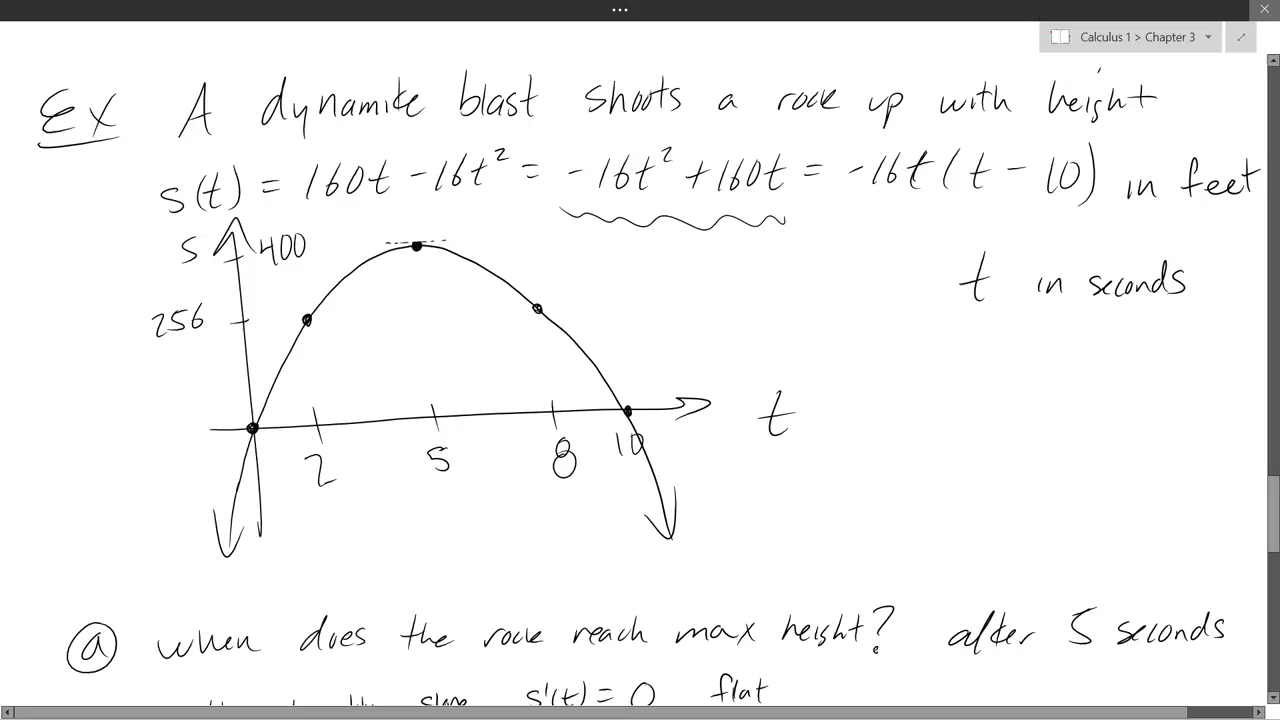 Calculus 1 > Chapter 3
Ex A dynamite blast shoots a rock up with height
s(t) = 160t - 16t² = -16t² + 160t = -16t(t - 10) in feet
s 400
t in seconds
256
t
2 5 8 10
(a) when does the rock reach max height? after 5 seconds
slope s'(t) = 0 flat